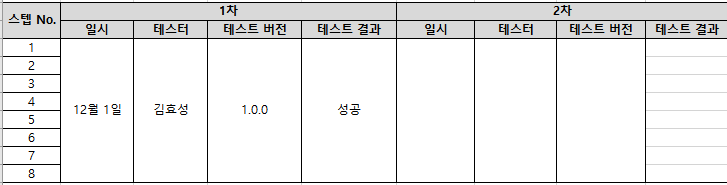 스텝 No. 1차 2차
일시 테스터 테스트 버전 테스트 결과 일시 테스터 테스트 버전 테스트 결과
1
2
3
4
12월 1일 김효성 1.0.0 성공
5
6
7
8